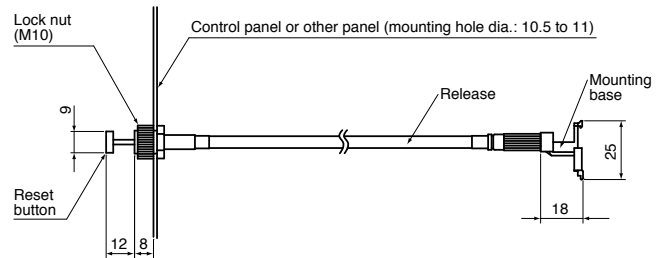 Lock nut
(M10)
Control panel or other panel (mounting hole dia.: 10.5 to 11)
Release
Mounting
base
9
25
Reset
button
18
12
8